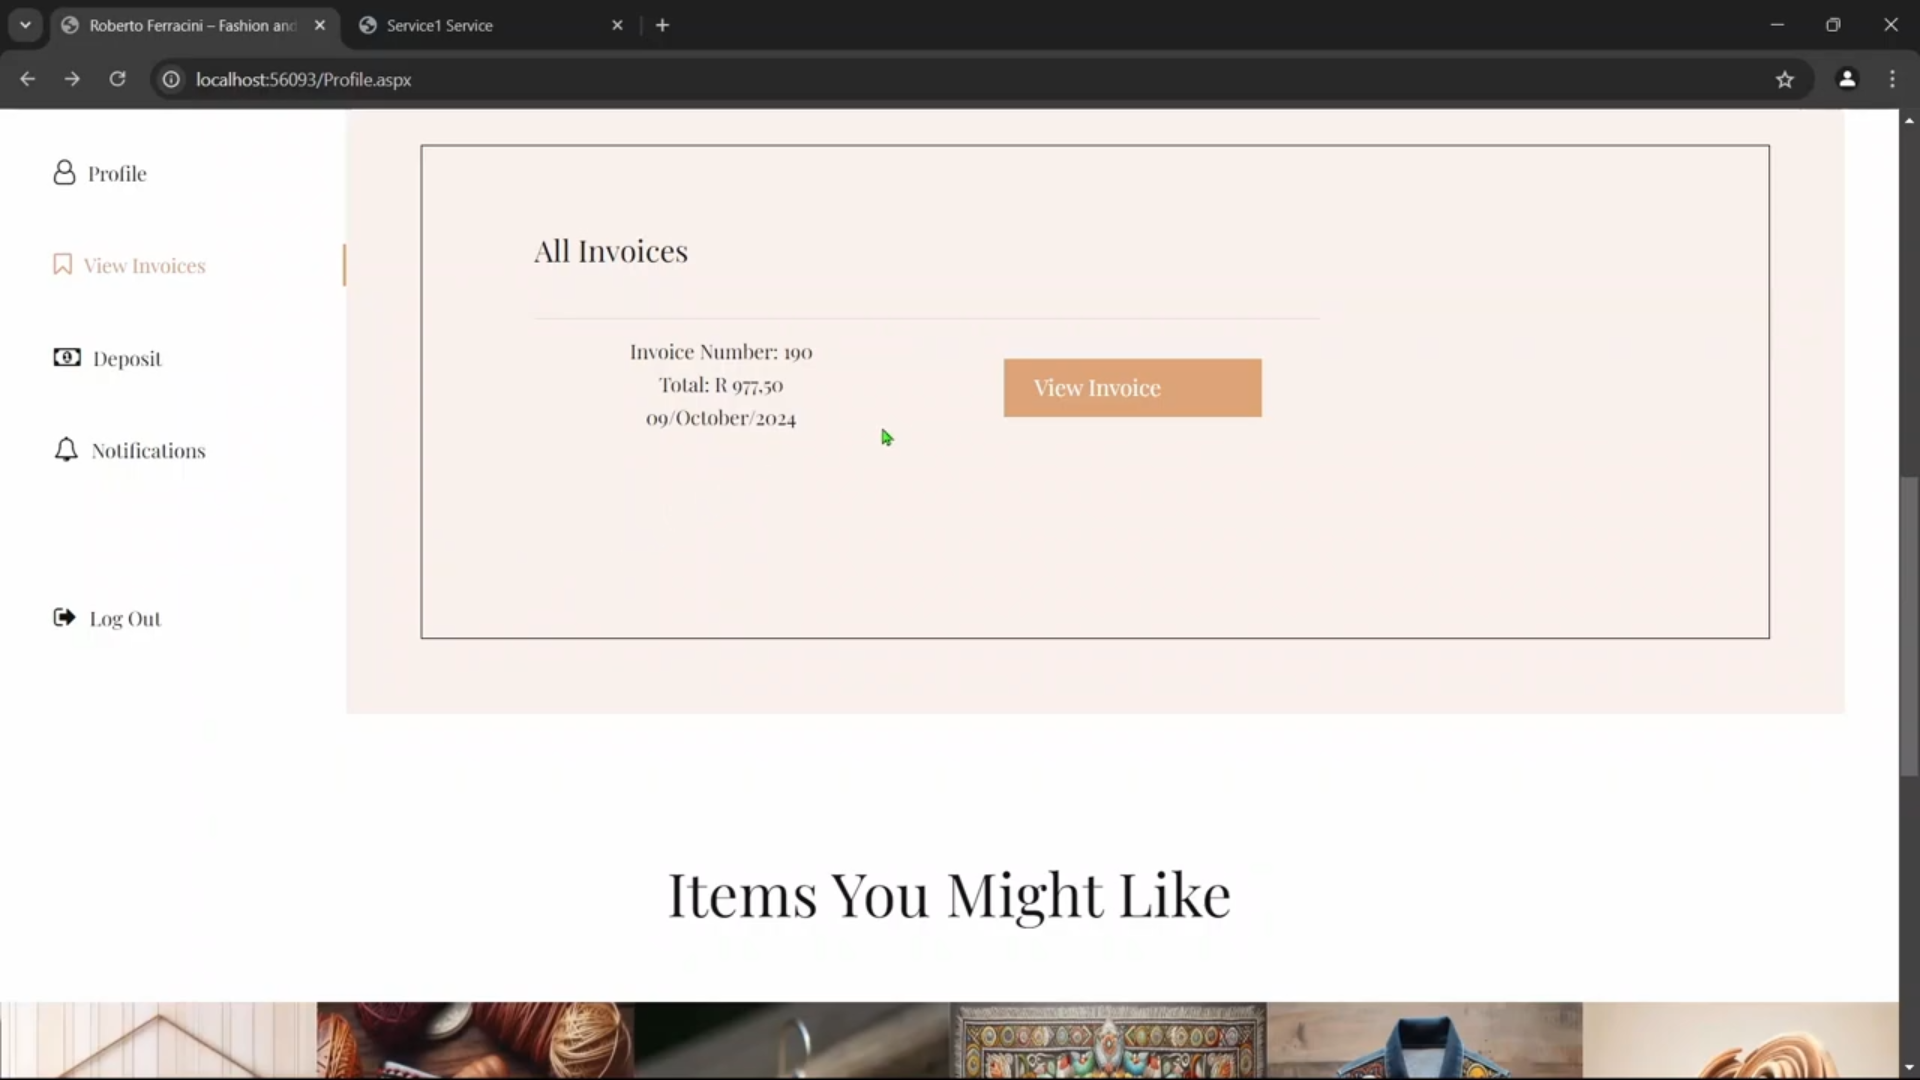 Roberto Ferracini – Fashion and
Service1 Service
localhost:56093/Profile.aspx
Profile
View Invoices
Deposit
Notifications
Log Out
All Invoices
Invoice Number: 190
Total: R 977,50
09/October/2024
View Invoice
Items You Might Like